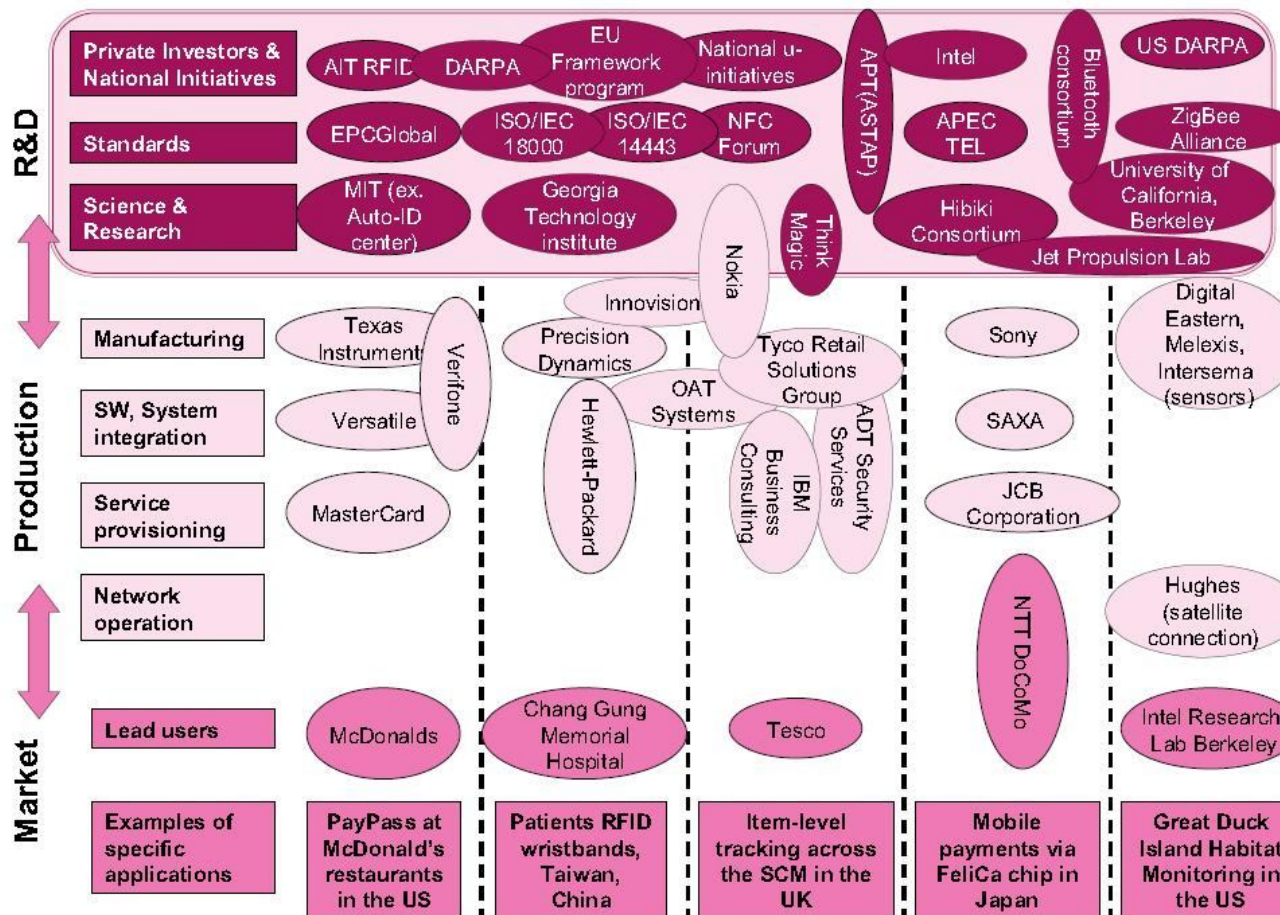 R&D
Private Investors &
National Initiatives
AIT RFID
DARPA
EU
Framework
program
National u-
initiatives
APT(ASTAP)
Intel
Bluetooth
consortium
US DARPA
Standards
EPCGlobal
ISO/IEC
18000
ISO/IEC
14443
NFC
Forum
APEC
TEL
ZigBee
Alliance
Science &
Research
MIT (ex.
Auto-ID
center)
Georgia
Technology
institute
Nokia
Think
Magic
Hibiki
Consortium
University of
California,
Berkeley
Jet Propulsion Lab
Production
Manufacturing
Texas
Instrument
Verifone
Innovision
Precision
Dynamics
Tyco Retail
Solutions
Group
Sony
Digital
Eastern,
Melexis,
Intersema
(sensors)
SW, System
integration
Versatile
Hewlett-Packard
OAT
Systems
IBM
Business
Consulting
ADT Security
Services
SAXA
Service
provisioning
MasterCard
JCB
Corporation
Network
operation
NTT DoCoMo
Hughes
(satellite
connection)
Market
Lead users
McDonalds
Chang Gung
Memorial
Hospital
Tesco
Intel Research
Lab Berkeley
Examples of
specific
applications
PayPass at
McDonald's
restaurants
in the US
Patients RFID
wristbands,
Taiwan,
China
Item-level
tracking across
the SCM in the
UK
Mobile
payments via
FeliCa chip in
Japan
Great Duck
Island Habitat
Monitoring in
the US